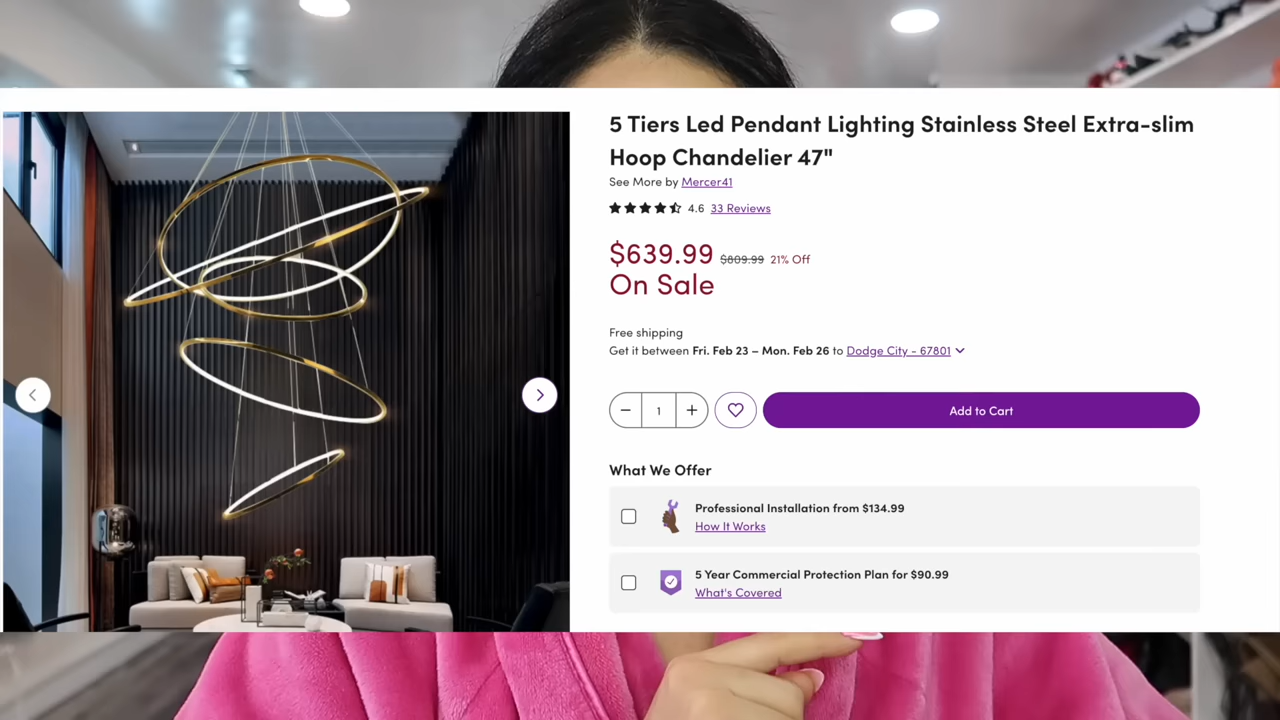 5 Tiers Led Pendant Lighting Stainless Steel Extra-slim
Hoop Chandelier 47"
See More by Mercer41
4.6 33 Reviews
$639.99 $809.99 21% Off
On Sale
Free shipping
Get it between Fri. Feb 23 – Mon. Feb 26 to Dodge City - 67801
1
Add to Cart
What We Offer
Professional Installation from $134.99
How It Works
5 Year Commercial Protection Plan for $90.99
What's Covered